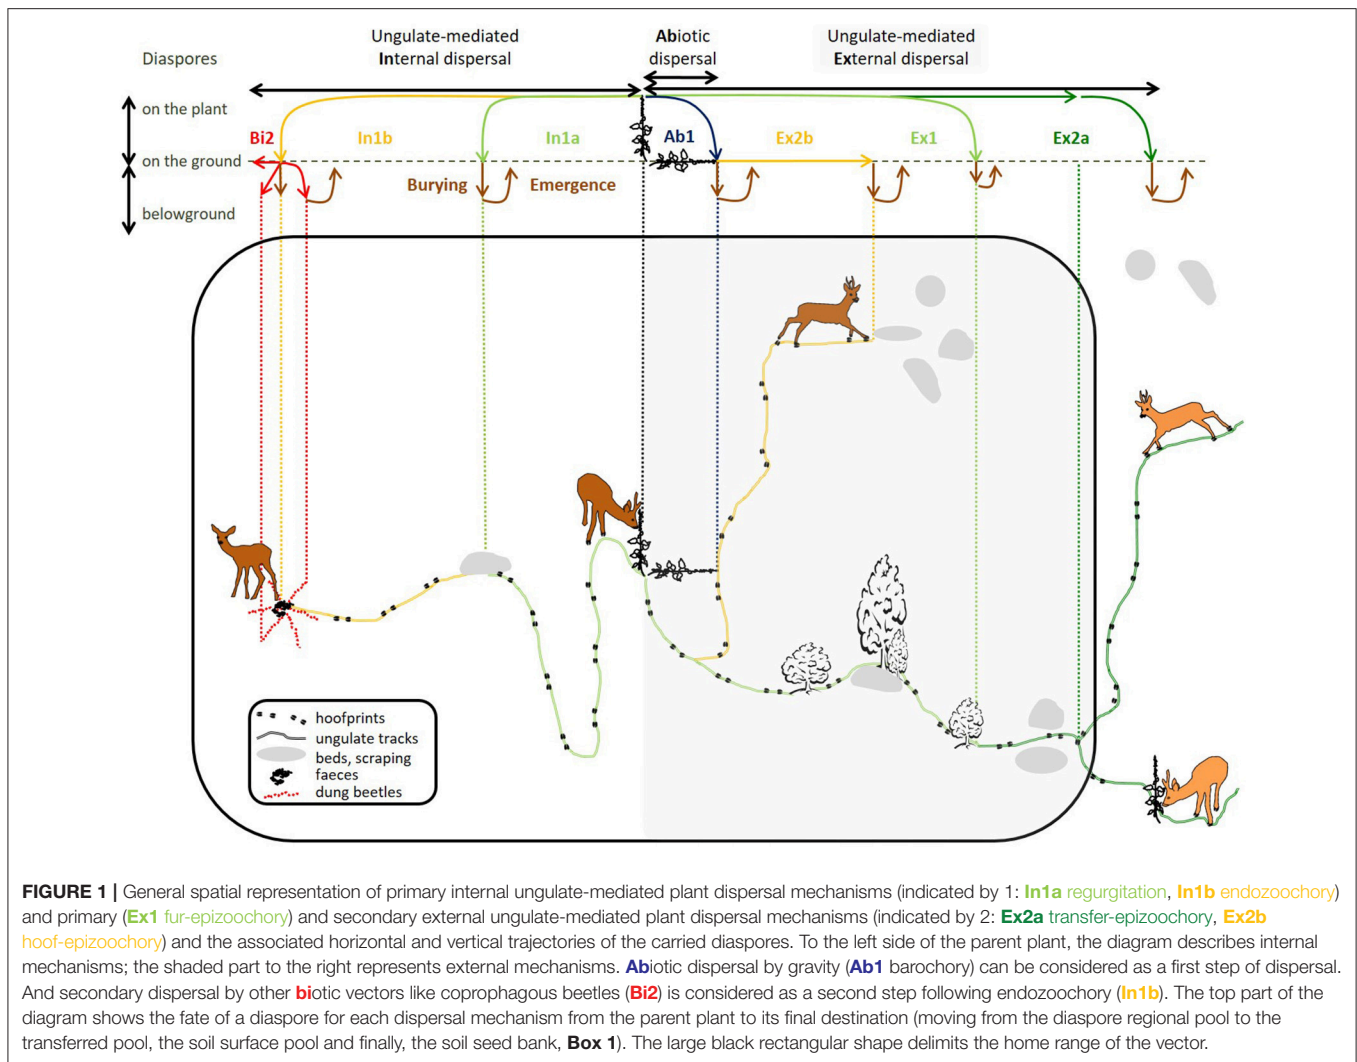 Ungulate-mediated
Internal dispersal
Abiotic
dispersal
Ungulate-mediated
External dispersal
Diaspores
on the plant
Bi2
In1b
In1a
Ab1
Ex2b
Ex1
Ex2a
on the ground
Burying
Emergence
belowground
hoofprints
ungulate tracks
beds, scraping
faeces
dung beetles
FIGURE 1 | General spatial representation of primary internal ungulate-mediated plant dispersal mechanisms (indicated by 1: In1a regurgitation, In1b endozoochory)
and primary (Ex1 fur-epizoochory) and secondary external ungulate-mediated plant dispersal mechanisms (indicated by 2: Ex2a transfer-epizoochory, Ex2b
hoof-epizoochory) and the associated horizontal and vertical trajectories of the carried diaspores. To the left side of the parent plant, the diagram describes internal
mechanisms; the shaded part to the right represents external mechanisms. Abiotic dispersal by gravity (Ab1 barochory) can be considered as a first step of dispersal.
And secondary dispersal by other biotic vectors like coprophagous beetles (Bi2) is considered as a second step following endozoochory (In1b). The top part of the
diagram shows the fate of a diaspore for each dispersal mechanism from the parent plant to its final destination (moving from the diaspore regional pool to the
transferred pool, the soil surface pool and finally, the soil seed bank, Box 1). The large black rectangular shape delimits the home range of the vector.